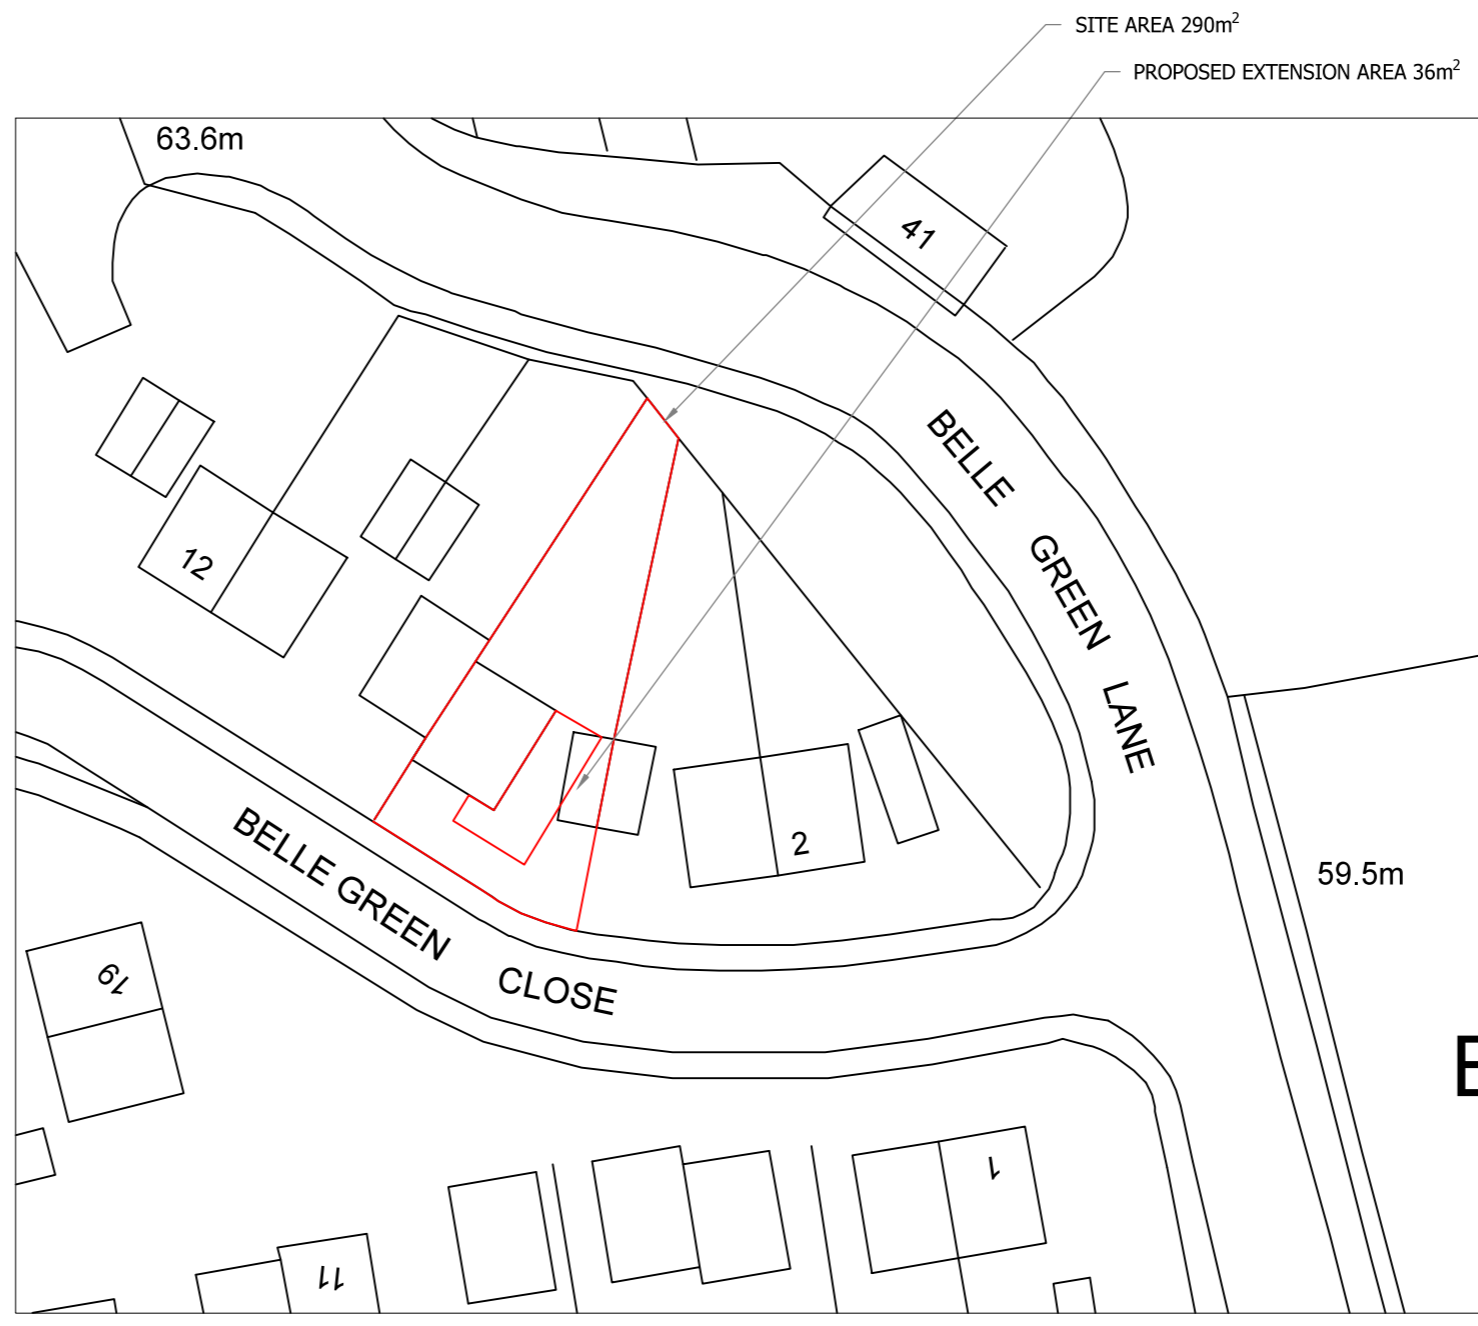 SITE AREA 290m²
PROPOSED EXTENSION AREA 36m²
63.6m
41
BELLE GREEN LANE
12
2
59.5m
BELLE GREEN CLOSE
19
1
11